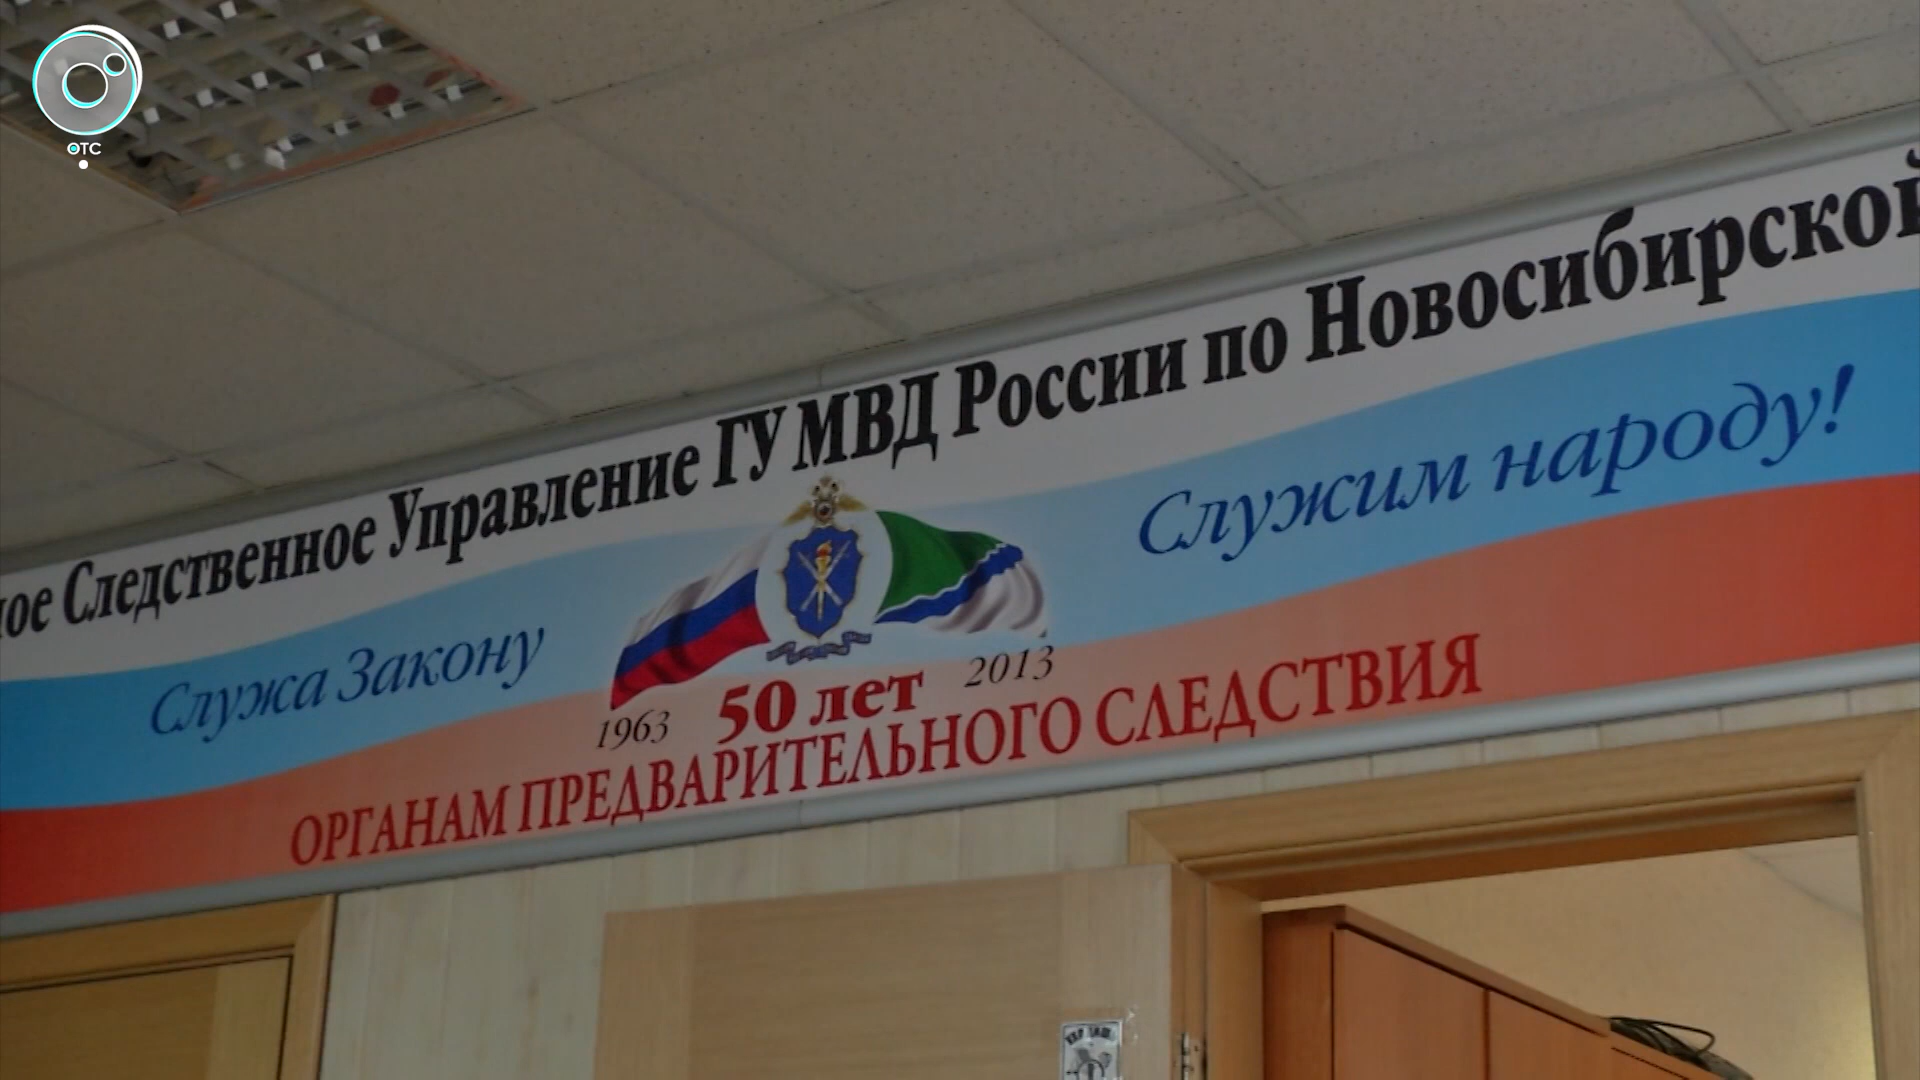 ОТС
ное Следственное Управление ГУ МВД России по Новосибирской
Служа Закону
Служим народу!
1963 50 лет 2013
ОРГАНАМ ПРЕДВАРИТЕЛЬНОГО СЛЕДСТВИЯ